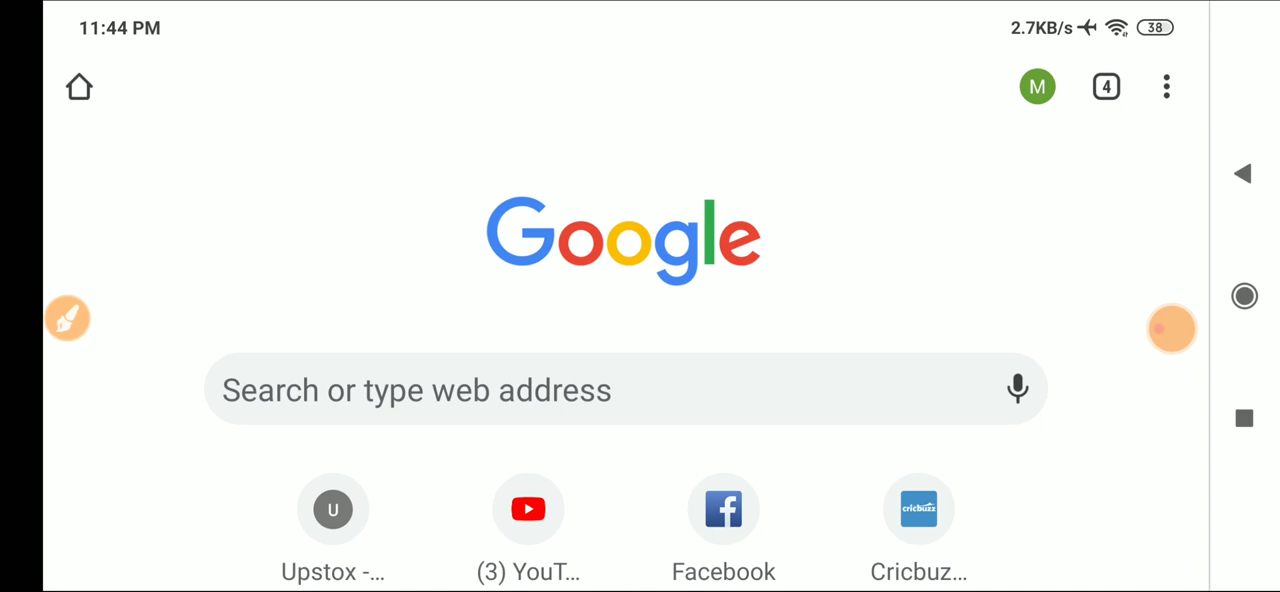 11:44 PM 2.7KB/s 38
M 4
Google
Search or type web address
U cricbuzz
Upstox -... (3) YouT... Facebook Cricbuz...